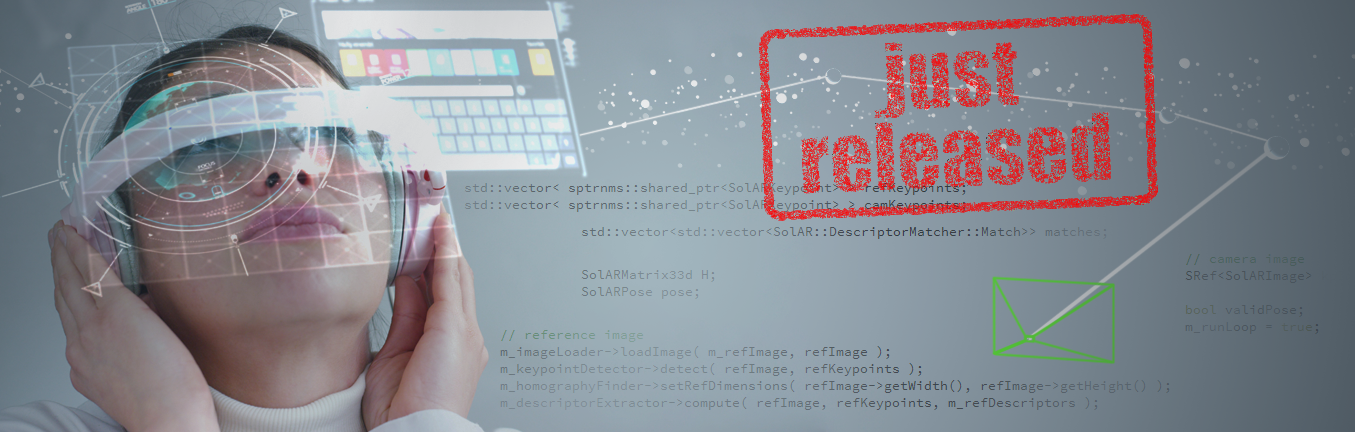 just
released
FOCUS
std::vector< sptrnms::shared_ptr<SolARKeypoint> > refKeypoints;
std::vector< sptrnms::shared_ptr<SolARKeypoint> > camKeypoints;
std::vector<std::vector<SolAR::DescriptorMatcher::Match>> matches;
// camera image
SRef<SolARImage>
SolARMatrix33d H;
SolARPose pose;
bool validPose;
m_runLoop = true;
// reference image
m_imageLoader->loadImage( m_refImage, refImage );
m_keypointDetector->detect( refImage, refKeypoints );
m_homographyFinder->setRefDimensions( refImage->getWidth(), refImage->getHeight() );
m_descriptorExtractor->compute( refImage, refKeypoints, m_refDescriptors );